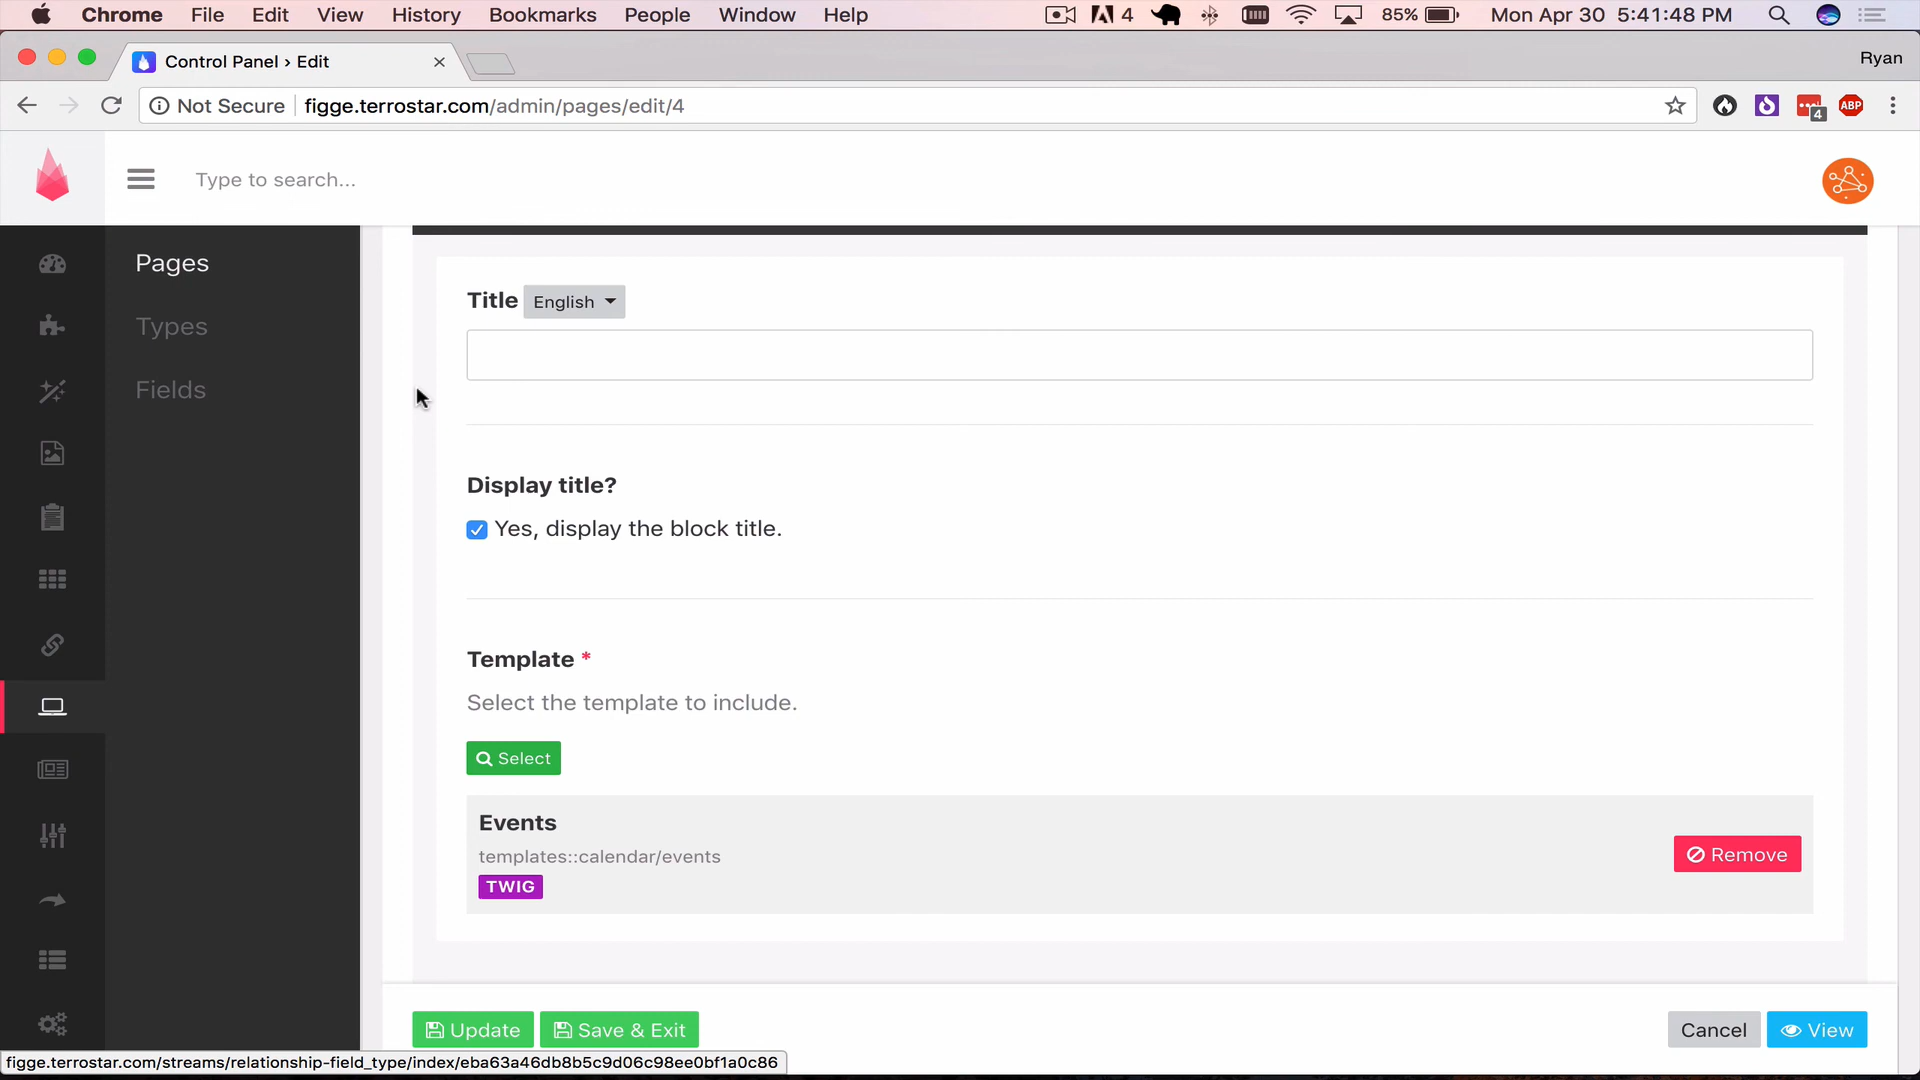 Chrome File Edit View History Bookmarks People Window Help 4 85% Mon Apr 30 5:41:48 PM
Control Panel › Edit Ryan
Not Secure figge.terrostar.com/admin/pages/edit/4 4 ABP
Type to search...
Pages
Types
Fields
Title English
Display title?
Yes, display the block title.
Template *
Select the template to include.
Select
Events
templates::calendar/events
TWIG
Remove
Update Save & Exit Cancel View
figge.terrostar.com/streams/relationship-field_type/index/eba63a46db8b5c9d06c98ee0bf1a0c86